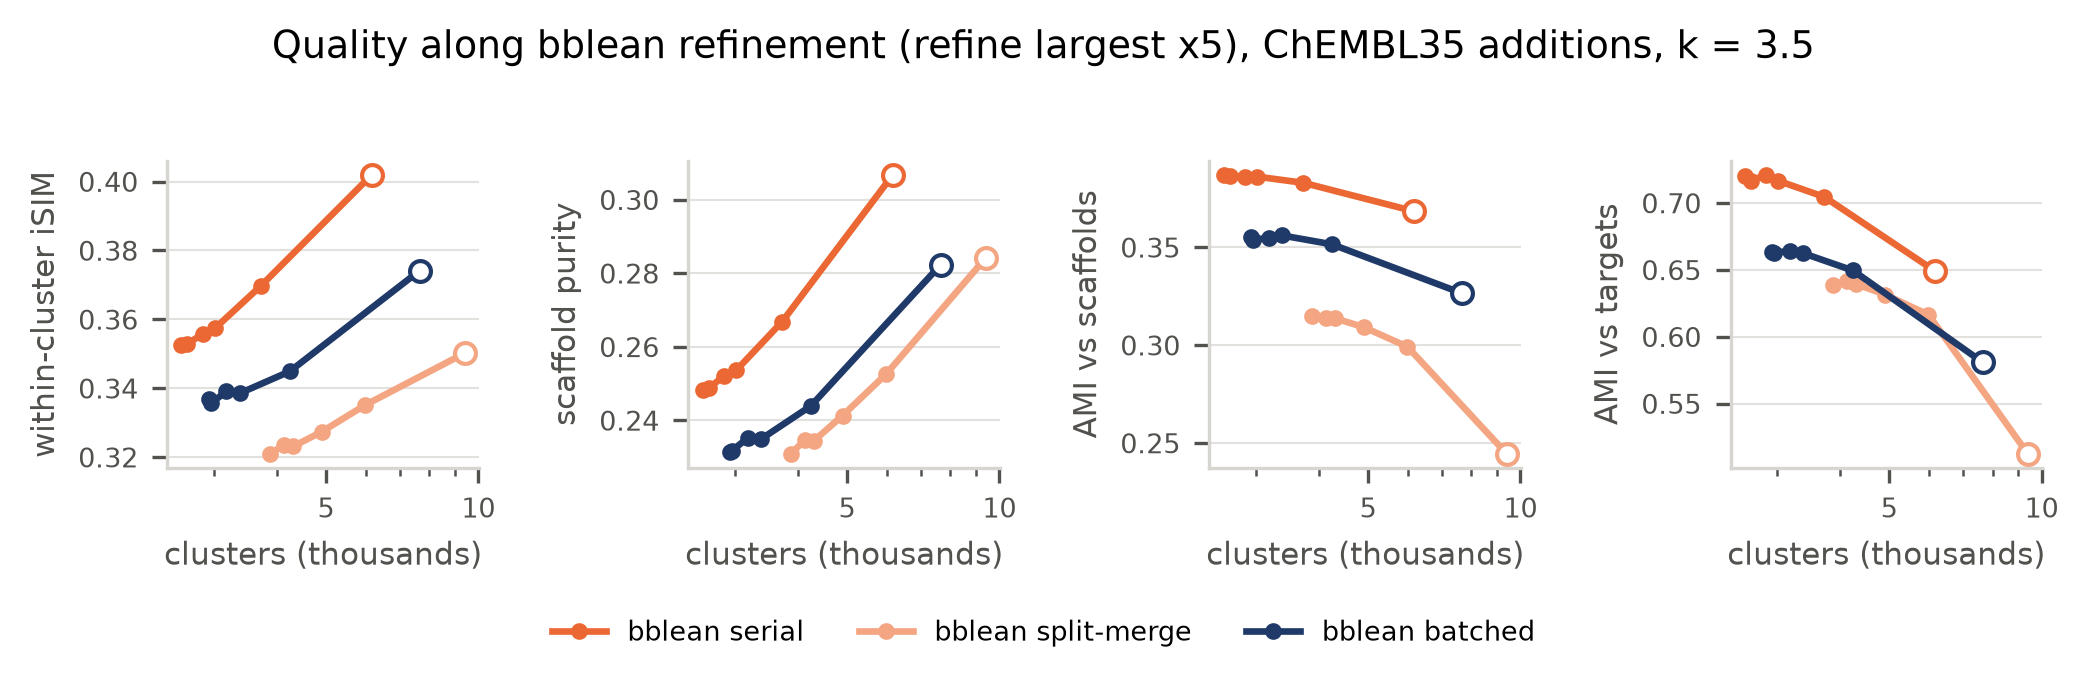 Quality along bblean refinement (refine largest x5), ChEMBL35 additions, k = 3.5
within-cluster iSIM
0.40
0.38
0.36
0.34
0.32
5
10
clusters (thousands)
scaffold purity
0.30
0.28
0.26
0.24
5
10
clusters (thousands)
AMI vs scaffolds
0.35
0.30
0.25
5
10
clusters (thousands)
AMI vs targets
0.70
0.65
0.60
0.55
5
10
clusters (thousands)
bblean serial
bblean split-merge
bblean batched